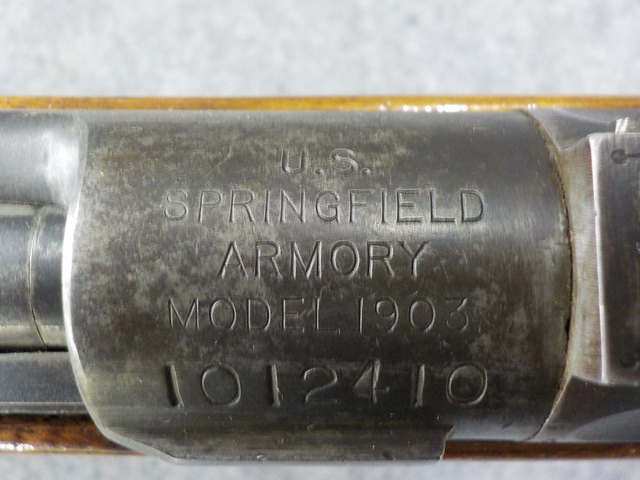 U.S.
SPRINGFIELD
ARMORY
MODEL 1903
1012410